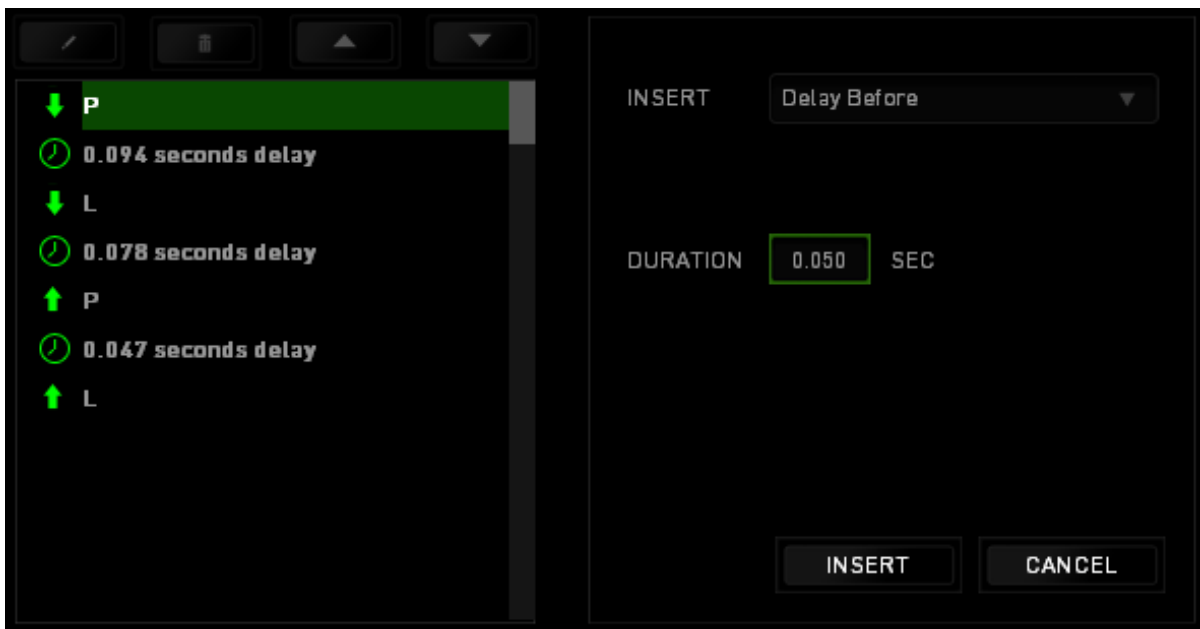 P
0.094 seconds delay
L
0.078 seconds delay
P
0.047 seconds delay
L
INSERT Delay Before
DURATION 0.050 SEC
INSERT CANCEL